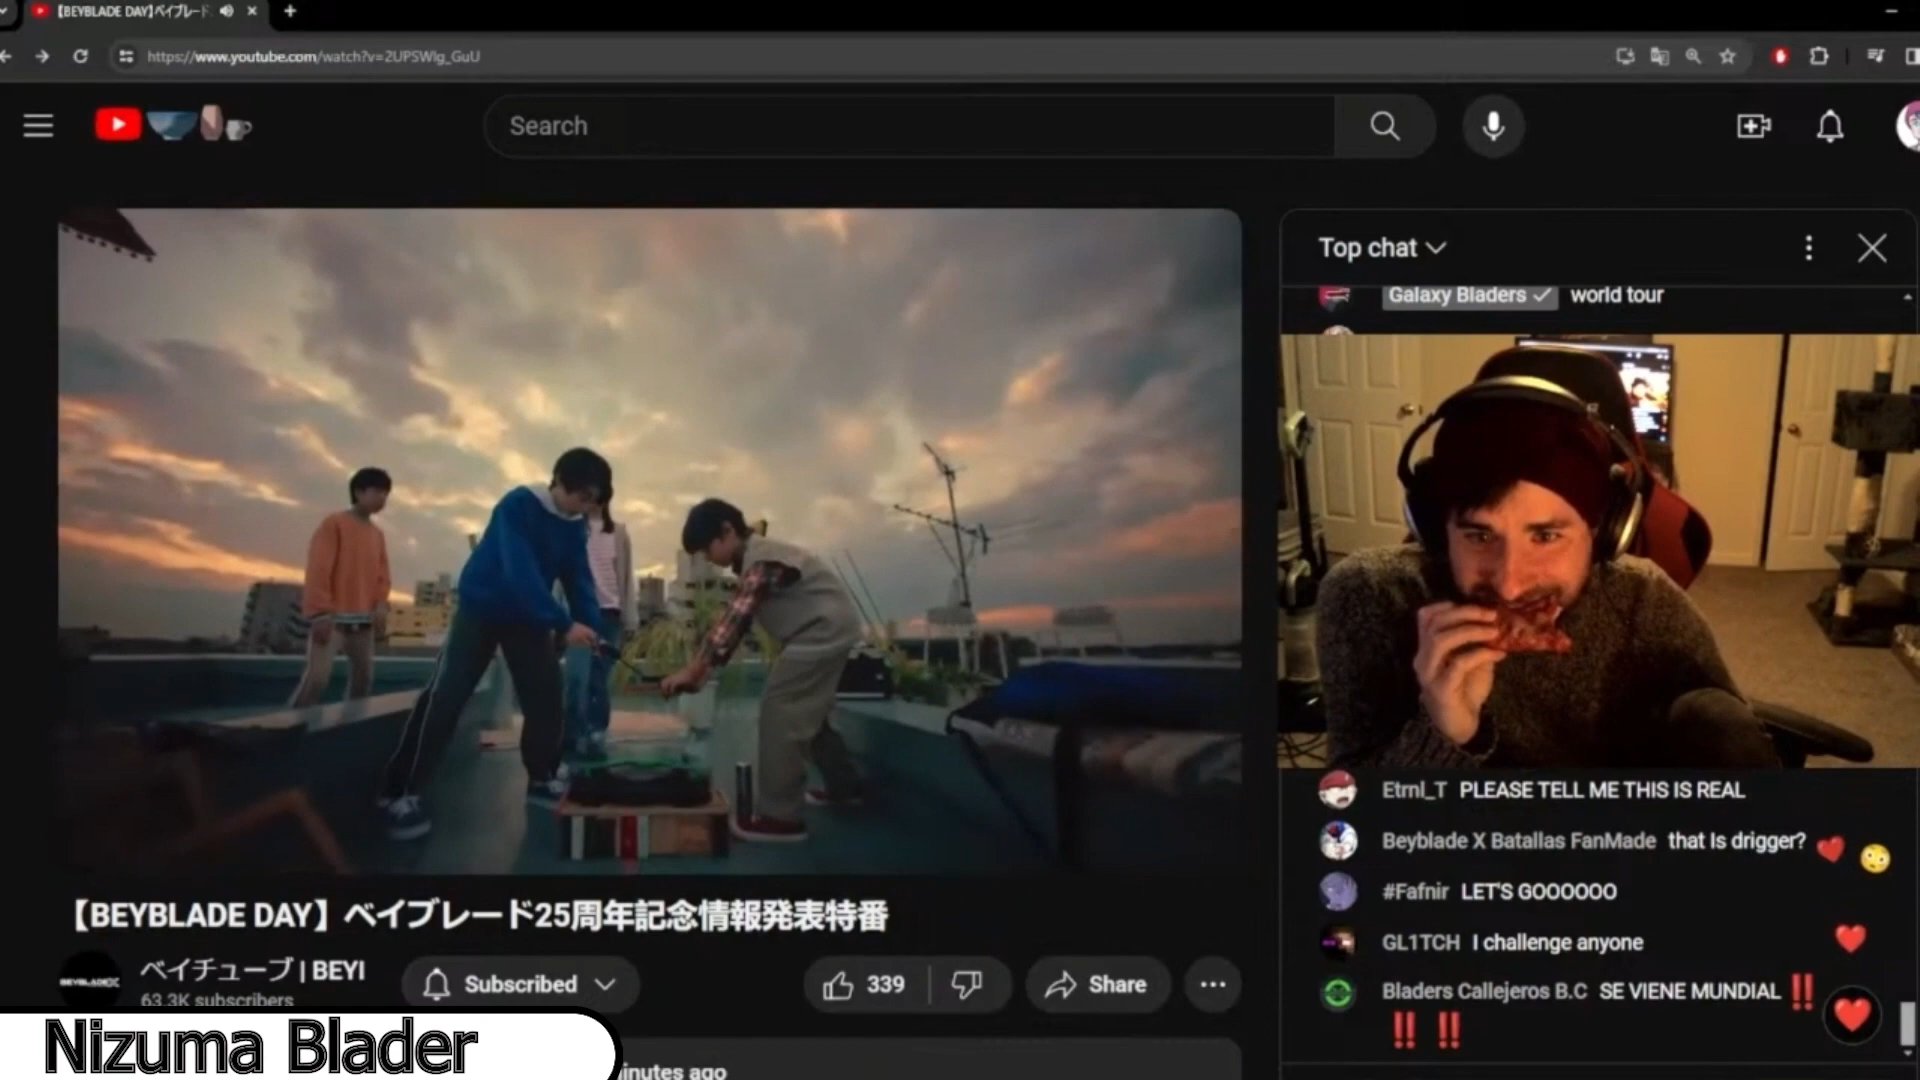 【BEYBLADE DAY】ベイブレード
https://www.youtube.com/watch?v=2UPSWlg_GuU
Search
Top chat
Galaxy Bladers world tour
Etrnl_T PLEASE TELL ME THIS IS REAL
Beyblade X Batallas FanMade that Is drigger?
#Fafnir LET'S GOOOOOO
GL1TCH I challenge anyone
Bladers Callejeros B.C SE VIENE MUNDIAL ‼️
‼️ ‼️
【BEYBLADE DAY】ベイブレード25周年記念情報発表特番
ベイチューブ | BEYI
63.3K subscribers
Subscribed
339
Share
Nizuma Blader
ago